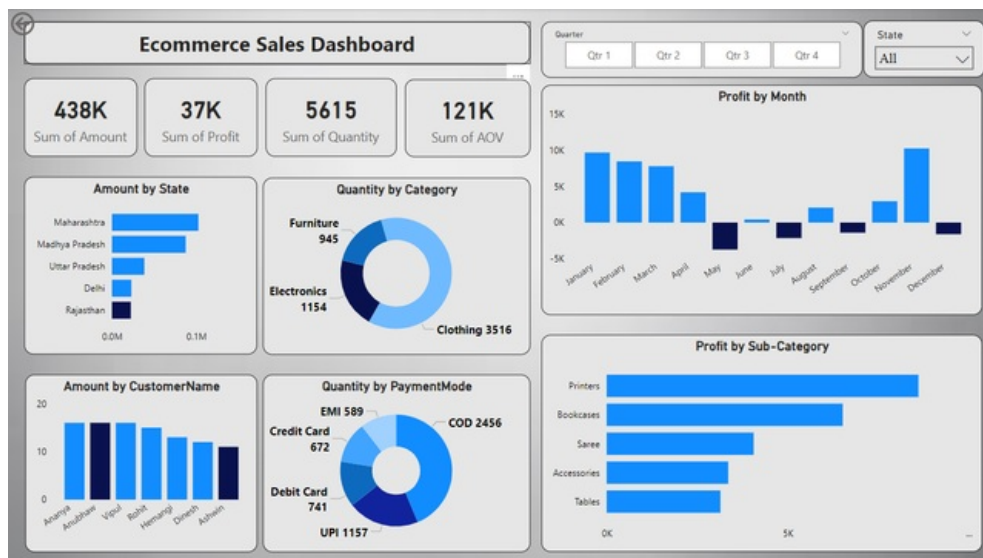 Ecommerce Sales Dashboard
Quarter
Qtr 1
Qtr 2
Qtr 3
Qtr 4
State
All
438K
Sum of Amount
37K
Sum of Profit
5615
Sum of Quantity
121K
Sum of AOV
Profit by Month
15K
10K
5K
0K
-5K
January
February
March
April
May
June
July
August
September
October
November
December
Amount by State
Maharashtra
Madhya Pradesh
Uttar Pradesh
Delhi
Rajasthan
0.0M
0.1M
Quantity by Category
Furniture
945
Electronics
1154
Clothing 3516
Amount by CustomerName
20
10
0
Ananya
Anubhaw
Vipul
Rohit
Hemangi
Dinesh
Ashwin
Quantity by PaymentMode
EMI 589
COD 2456
Credit Card
672
Debit Card
741
UPI 1157
Profit by Sub-Category
Printers
Bookcases
Saree
Accessories
Tables
0K
5K